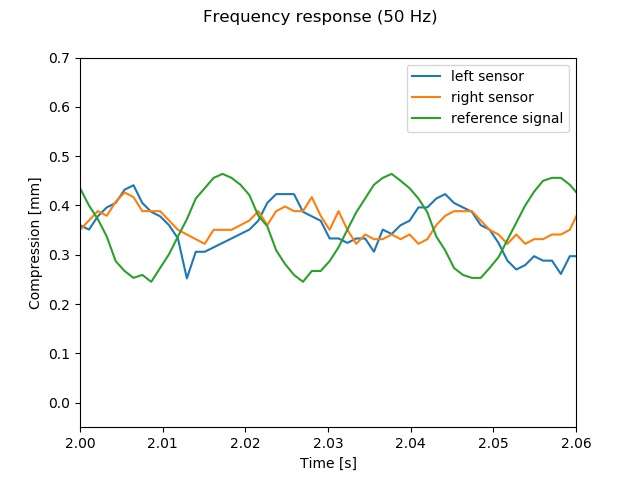 Frequency response (50 Hz)
0.7
0.6
0.5
0.4
0.3
0.2
0.1
0.0
Compression [mm]
left sensor
right sensor
reference signal
2.00 2.01 2.02 2.03 2.04 2.05 2.06
Time [s]